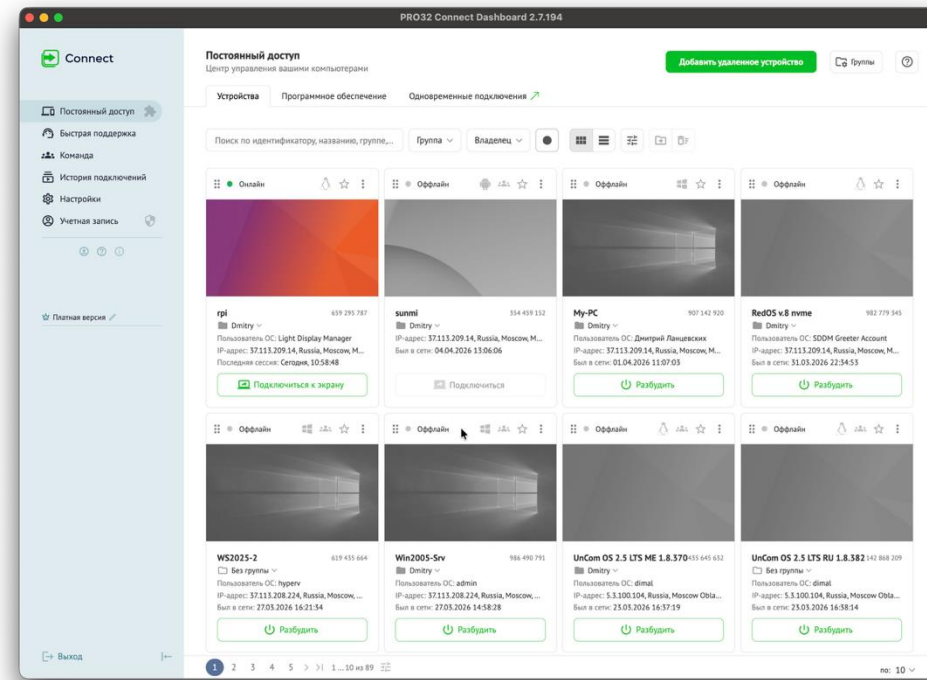 PRO32 Connect Dashboard 2.7.194
Connect
Постоянный доступ
Быстрая поддержка
Команда
История подключений
Настройки
Учетная запись
Платная версия
Выход
Постоянный доступ
Центр управления вашими компьютерами
Добавить удаленное устройство
Группы
Устройства
Программное обеспечение
Одновременные подключения
Поиск по идентификатору, названию, группе,...
Группа
Владелец
Онлайн
rpi 659 295 787
Dmitry
Пользователь ОС: Light Display Manager
IP-адрес: 37.113.209.14, Russia, Moscow, M...
Последняя сессия: Сегодня, 10:58:48
Подключиться к экрану
Оффлайн
sunmi 354 459 152
Dmitry
IP-адрес: 37.113.209.14, Russia, Moscow, M...
Был в сети: 04.04.2026 13:06:06
Подключиться
Оффлайн
My-PC 907 142 920
Dmitry
Пользователь ОС: Дмитрий Ланцевских
IP-адрес: 37.113.209.14, Russia, Moscow, M...
Был в сети: 01.04.2026 11:07:03
Разбудить
Оффлайн
RedOS v.8 nvme 982 779 345
Dmitry
Пользователь ОС: SDDM Greeter Account
IP-адрес: 37.113.209.14, Russia, Moscow, M...
Был в сети: 31.03.2026 22:34:53
Разбудить
Оффлайн
WS2025-2 619 435 664
Без группы
Пользователь ОС: hyperv
IP-адрес: 37.113.208.224, Russia, Moscow, ...
Был в сети: 27.03.2026 16:21:34
Разбудить
Оффлайн
Win2005-Srv 986 490 791
Dmitry
Пользователь ОС: admin
IP-адрес: 37.113.208.224, Russia, Moscow, ...
Был в сети: 27.03.2026 14:58:28
Разбудить
Оффлайн
UnCom OS 2.5 LTS ME 1.8.370 435 645 632
Dmitry
Пользователь ОС: dimal
IP-адрес: 5.3.100.104, Russia, Moscow Obla...
Был в сети: 23.03.2026 16:37:19
Разбудить
Оффлайн
UnCom OS 2.5 LTS RU 1.8.382 142 868 209
Без группы
Пользователь ОС: dimal
IP-адрес: 5.3.100.104, Russia, Moscow Obla...
Был в сети: 23.03.2026 16:38:14
Разбудить
1 2 3 4 5 > >| 1 ... 10 из 89
по: 10